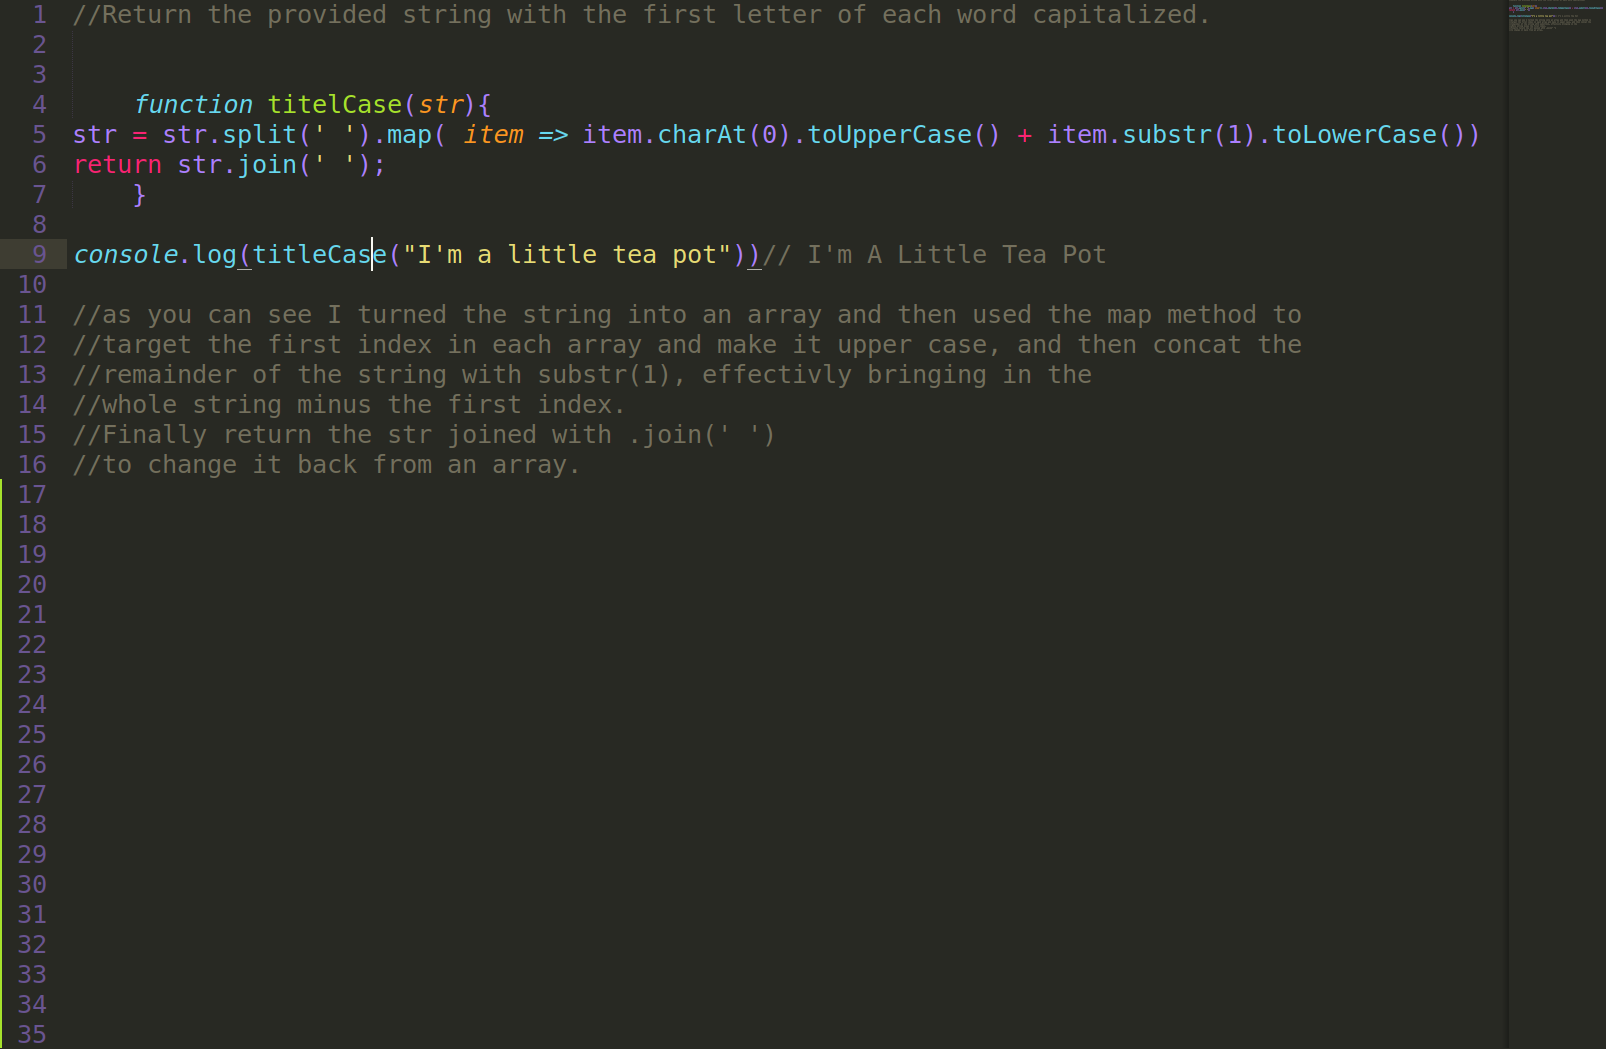 1 //Return the provided string with the first letter of each word capitalized.
2
3
4     function titelCase(str){
5 str = str.split(' ').map( item => item.charAt(0).toUpperCase() + item.substr(1).toLowerCase())
6 return str.join(' ');
7     }
8
9 console.log(titleCase("I'm a little tea pot"))// I'm A Little Tea Pot
10
11 //as you can see I turned the string into an array and then used the map method to
12 //target the first index in each array and make it upper case, and then concat the
13 //remainder of the string with substr(1), effectivly bringing in the
14 //whole string minus the first index.
15 //Finally return the str joined with .join(' ')
16 //to change it back from an array.
17
18
19
20
21
22
23
24
25
26
27
28
29
30
31
32
33
34
35